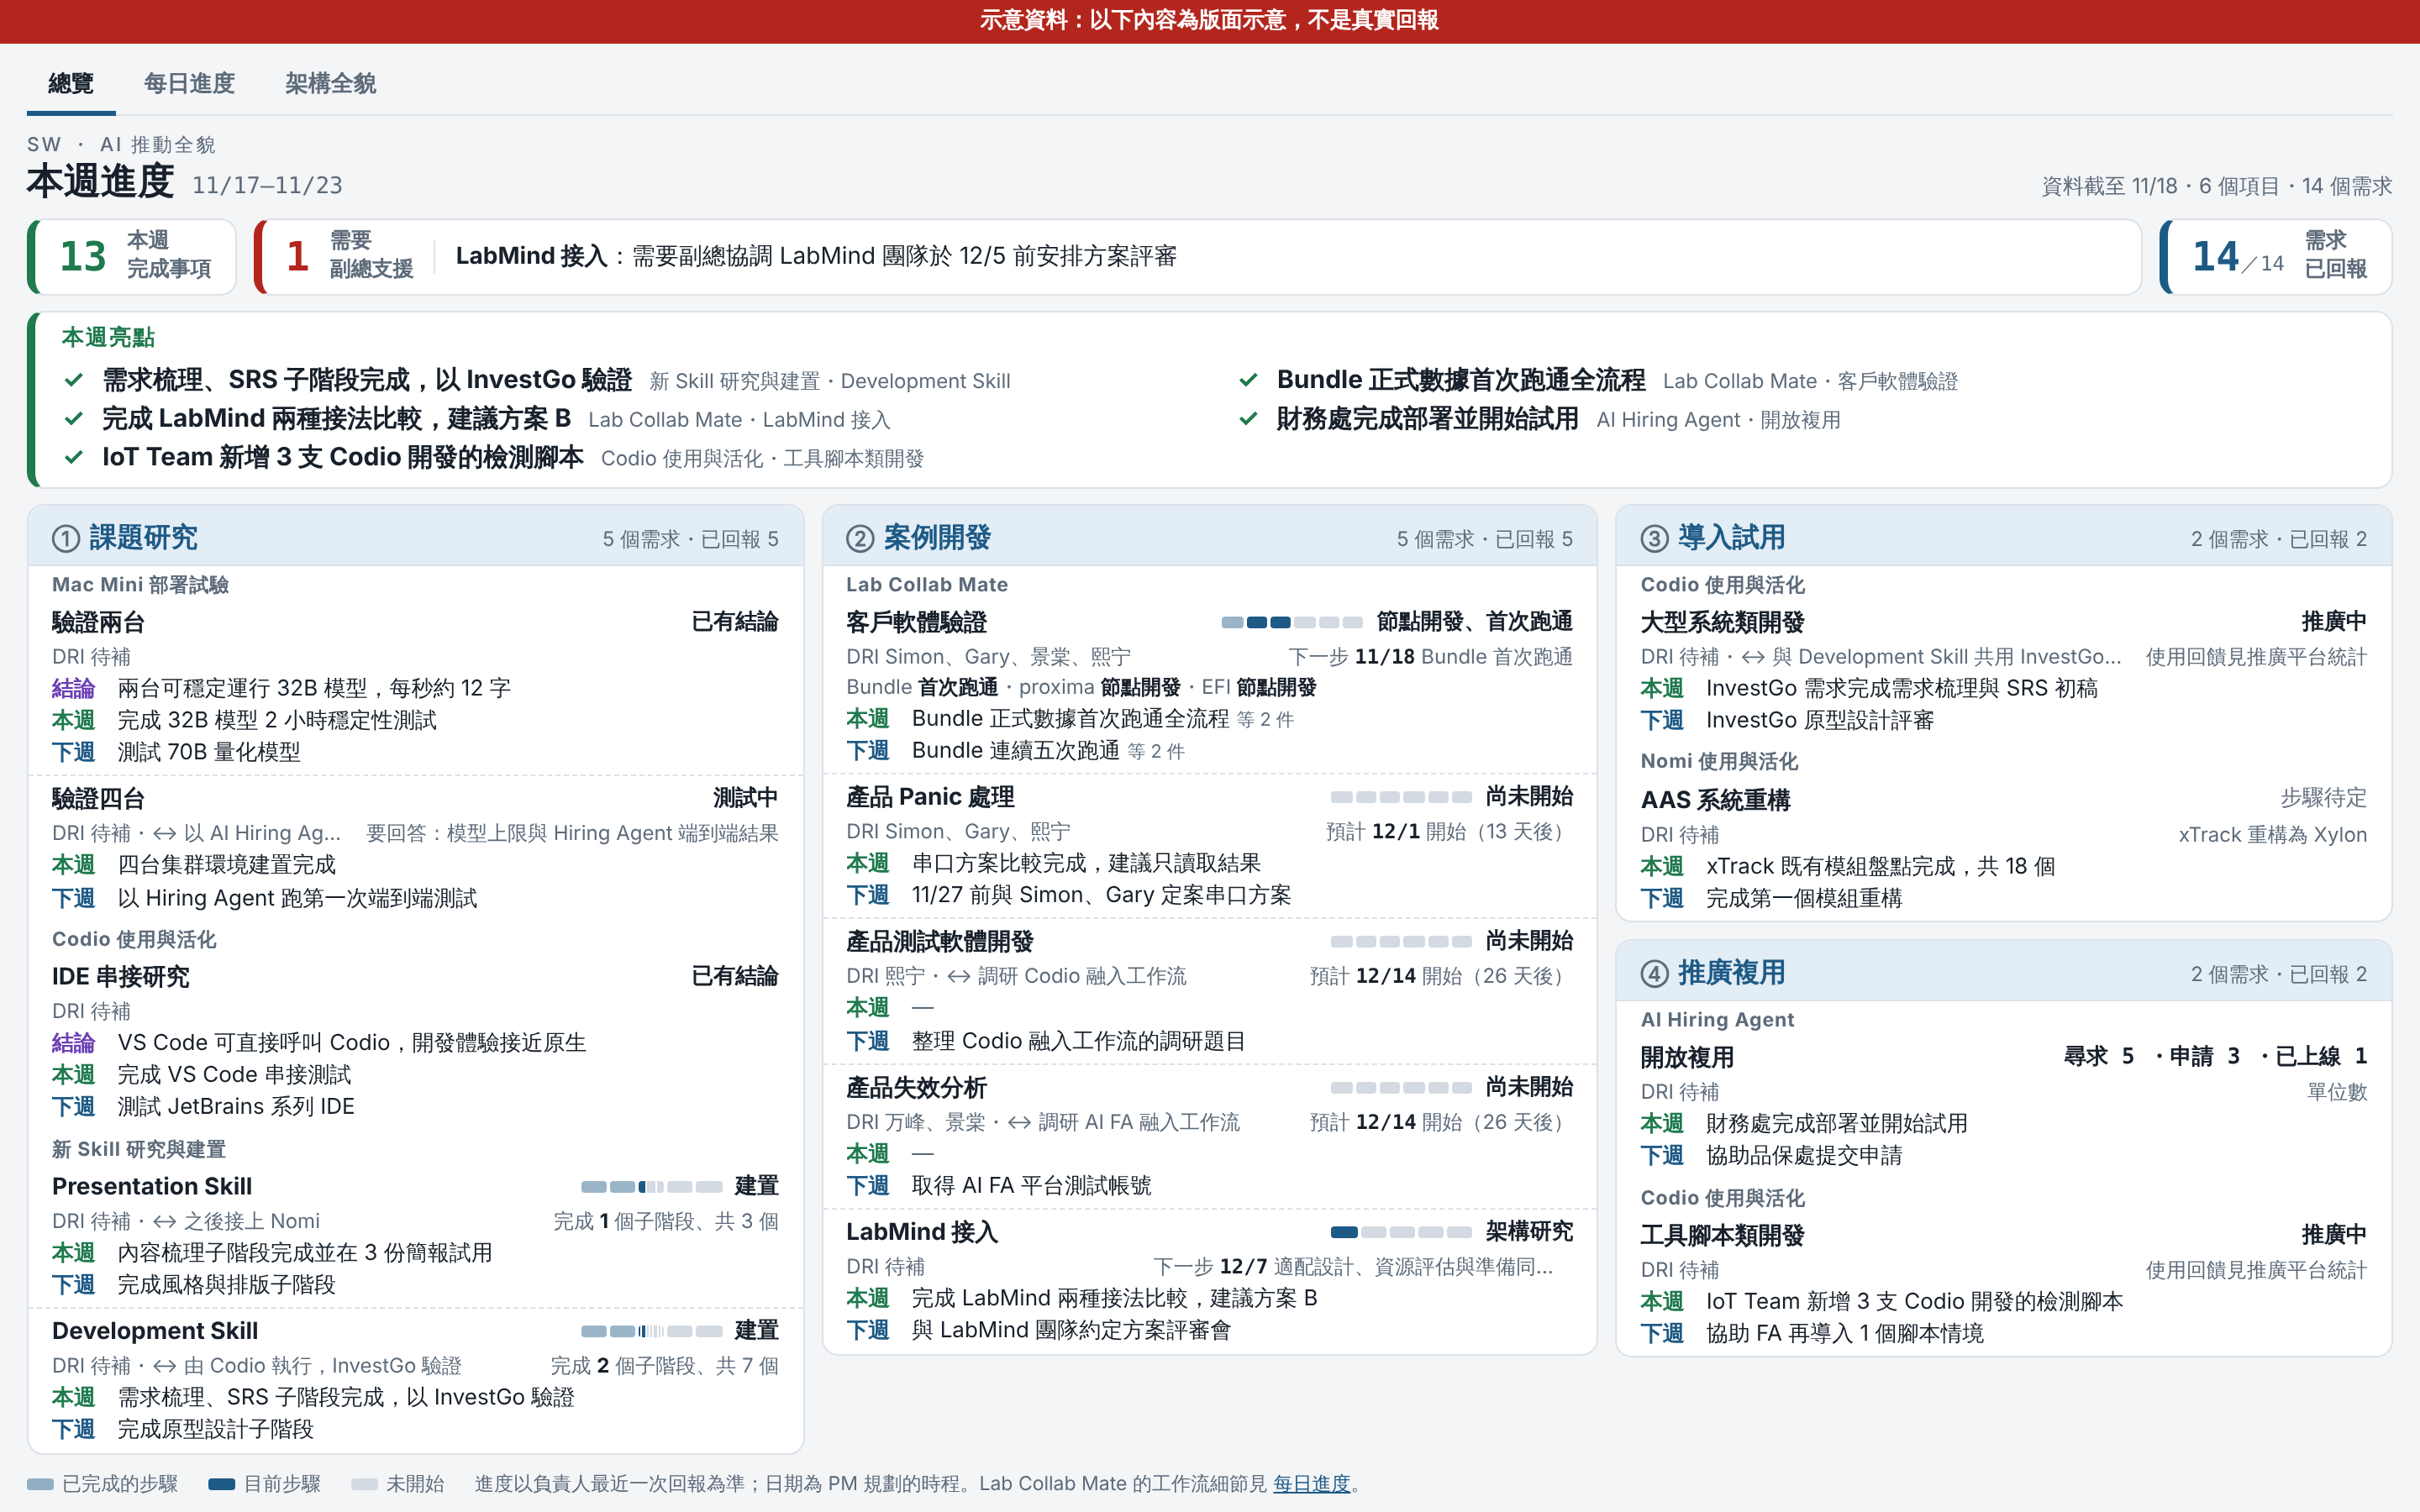 示意資料：以下內容為版面示意，不是真實回報
總覽 每日進度 架構全貌
SW · AI 推動全貌
本週進度 11/17–11/23
資料截至 11/18 · 6 個項目 · 14 個需求
13 本週完成事項
1 需要副總支援 LabMind 接入：需要副總協調 LabMind 團隊於 12/5 前安排方案評審
14／14 需求已回報
本週亮點
✓ 需求梳理、SRS 子階段完成，以 InvestGo 驗證 新 Skill 研究與建置 · Development Skill
✓ Bundle 正式數據首次跑通全流程 Lab Collab Mate · 客戶軟體驗證
✓ 完成 LabMind 兩種接法比較，建議方案 B Lab Collab Mate · LabMind 接入
✓ 財務處完成部署並開始試用 AI Hiring Agent · 開放複用
✓ IoT Team 新增 3 支 Codio 開發的檢測腳本 Codio 使用與活化 · 工具腳本類開發
① 課題研究 5 個需求 · 已回報 5
Mac Mini 部署試驗
驗證兩台 已有結論
DRI 待補
結論 兩台可穩定運行 32B 模型，每秒約 12 字
本週 完成 32B 模型 2 小時穩定性測試
下週 測試 70B 量化模型
驗證四台 測試中
DRI 待補 · ↔ 以 AI Hiring Ag... 要回答：模型上限與 Hiring Agent 端到端結果
本週 四台集群環境建置完成
下週 以 Hiring Agent 跑第一次端到端測試
Codio 使用與活化
IDE 串接研究 已有結論
DRI 待補
結論 VS Code 可直接呼叫 Codio，開發體驗接近原生
本週 完成 VS Code 串接測試
下週 測試 JetBrains 系列 IDE
新 Skill 研究與建置
Presentation Skill 建置
DRI 待補 · ↔ 之後接上 Nomi 完成 1 個子階段、共 3 個
本週 內容梳理子階段完成並在 3 份簡報試用
下週 完成風格與排版子階段
Development Skill 建置
DRI 待補 · ↔ 由 Codio 執行，InvestGo 驗證 完成 2 個子階段、共 7 個
本週 需求梳理、SRS 子階段完成，以 InvestGo 驗證
下週 完成原型設計子階段
② 案例開發 5 個需求 · 已回報 5
Lab Collab Mate
客戶軟體驗證 節點開發、首次跑通
DRI Simon、Gary、景棠、熙宁 下一步 11/18 Bundle 首次跑通
Bundle 首次跑通 · proxima 節點開發 · EFI 節點開發
本週 Bundle 正式數據首次跑通全流程 等 2 件
下週 Bundle 連續五次跑通 等 2 件
產品 Panic 處理 尚未開始
DRI Simon、Gary、熙宁 預計 12/1 開始（13 天後）
本週 串口方案比較完成，建議只讀取結果
下週 11/27 前與 Simon、Gary 定案串口方案
產品測試軟體開發 尚未開始
DRI 熙宁 · ↔ 調研 Codio 融入工作流 預計 12/14 開始（26 天後）
本週 —
下週 整理 Codio 融入工作流的調研題目
產品失效分析 尚未開始
DRI 万峰、景棠 · ↔ 調研 AI FA 融入工作流 預計 12/14 開始（26 天後）
本週 —
下週 取得 AI FA 平台測試帳號
LabMind 接入 架構研究
DRI 待補 下一步 12/7 適配設計、資源評估與準備同...
本週 完成 LabMind 兩種接法比較，建議方案 B
下週 與 LabMind 團隊約定方案評審會
③ 導入試用 2 個需求 · 已回報 2
Codio 使用與活化
大型系統類開發 推廣中
DRI 待補 · ↔ 與 Development Skill 共用 InvestGo... 使用回饋見推廣平台統計
本週 InvestGo 需求完成需求梳理與 SRS 初稿
下週 InvestGo 原型設計評審
Nomi 使用與活化
AAS 系統重構 步驟待定
DRI 待補 xTrack 重構為 Xylon
本週 xTrack 既有模組盤點完成，共 18 個
下週 完成第一個模組重構
④ 推廣複用 2 個需求 · 已回報 2
AI Hiring Agent
開放複用 尋求 5 ·申請 3 ·已上線 1
DRI 待補 單位數
本週 財務處完成部署並開始試用
下週 協助品保處提交申請
Codio 使用與活化
工具腳本類開發 推廣中
DRI 待補 使用回饋見推廣平台統計
本週 IoT Team 新增 3 支 Codio 開發的檢測腳本
下週 協助 FA 再導入 1 個腳本情境
已完成的步驟 目前步驟 未開始 進度以負責人最近一次回報為準；日期為 PM 規劃的時程。Lab Collab Mate 的工作流細節見 每日進度。